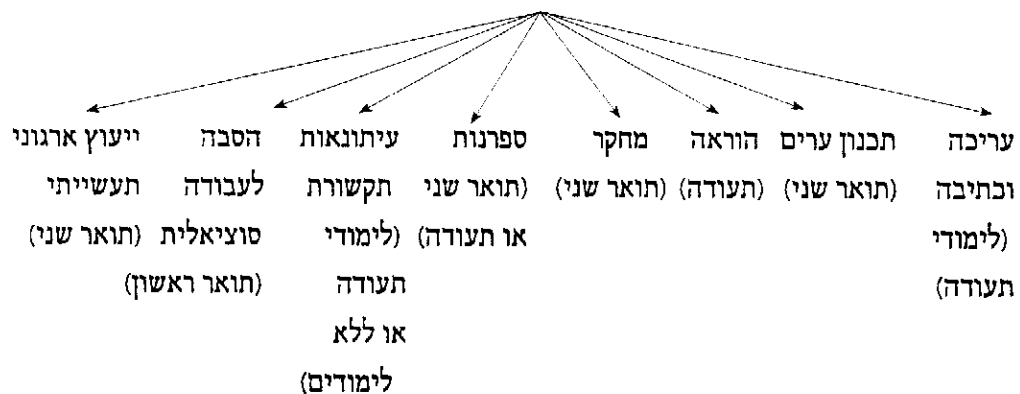 עריכה
וכתיבה
(לימודי
תעודה)
תכנון ערים
(תואר שני)
הוראה
(תעודה)
מחקר
(תואר שני)
ספרנות
(תואר שני
או תעודה)
עיתונאות
תקשורת
(לימודי
תעודה
או ללא
לימודים)
הסבה
לעבודה
סוציאלית
(תואר ראשון)
ייעוץ ארגוני
תעשייתי
(תואר שני)